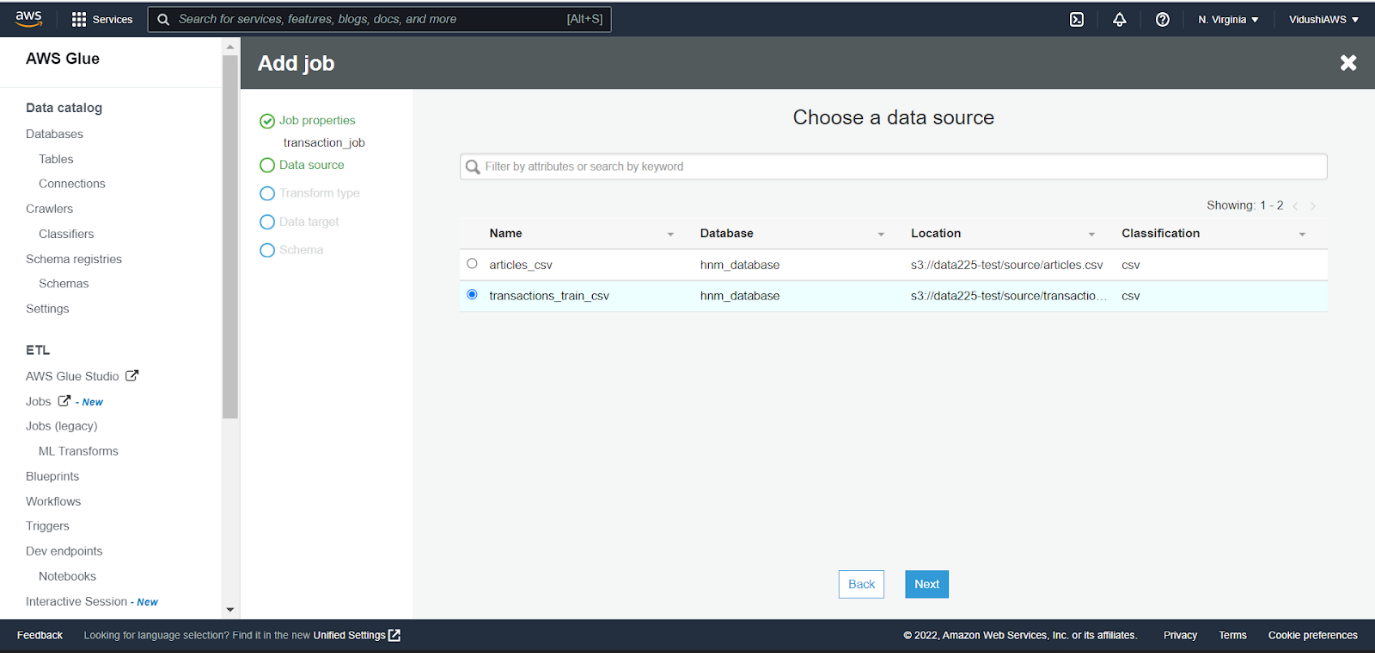 aws Services Search for services, features, blogs, docs, and more [Alt+S] N. Virginia VidushiAWS
AWS Glue
Data catalog
Databases
Tables
Connections
Crawlers
Classifiers
Schema registries
Schemas
Settings
ETL
AWS Glue Studio
Jobs - New
Jobs (legacy)
ML Transforms
Blueprints
Workflows
Triggers
Dev endpoints
Notebooks
Interactive Session - New
Add job
Job properties
transaction_job
Data source
Transform type
Data target
Schema
Choose a data source
Filter by attributes or search by keyword
Showing: 1 - 2
Name Database Location Classification
articles_csv hnm_database s3://data225-test/source/articles.csv csv
transactions_train_csv hnm_database s3://data225-test/source/transactio... csv
Back Next
Feedback Looking for language selection? Find it in the new Unified Settings © 2022, Amazon Web Services, Inc. or its affiliates. Privacy Terms Cookie preferences